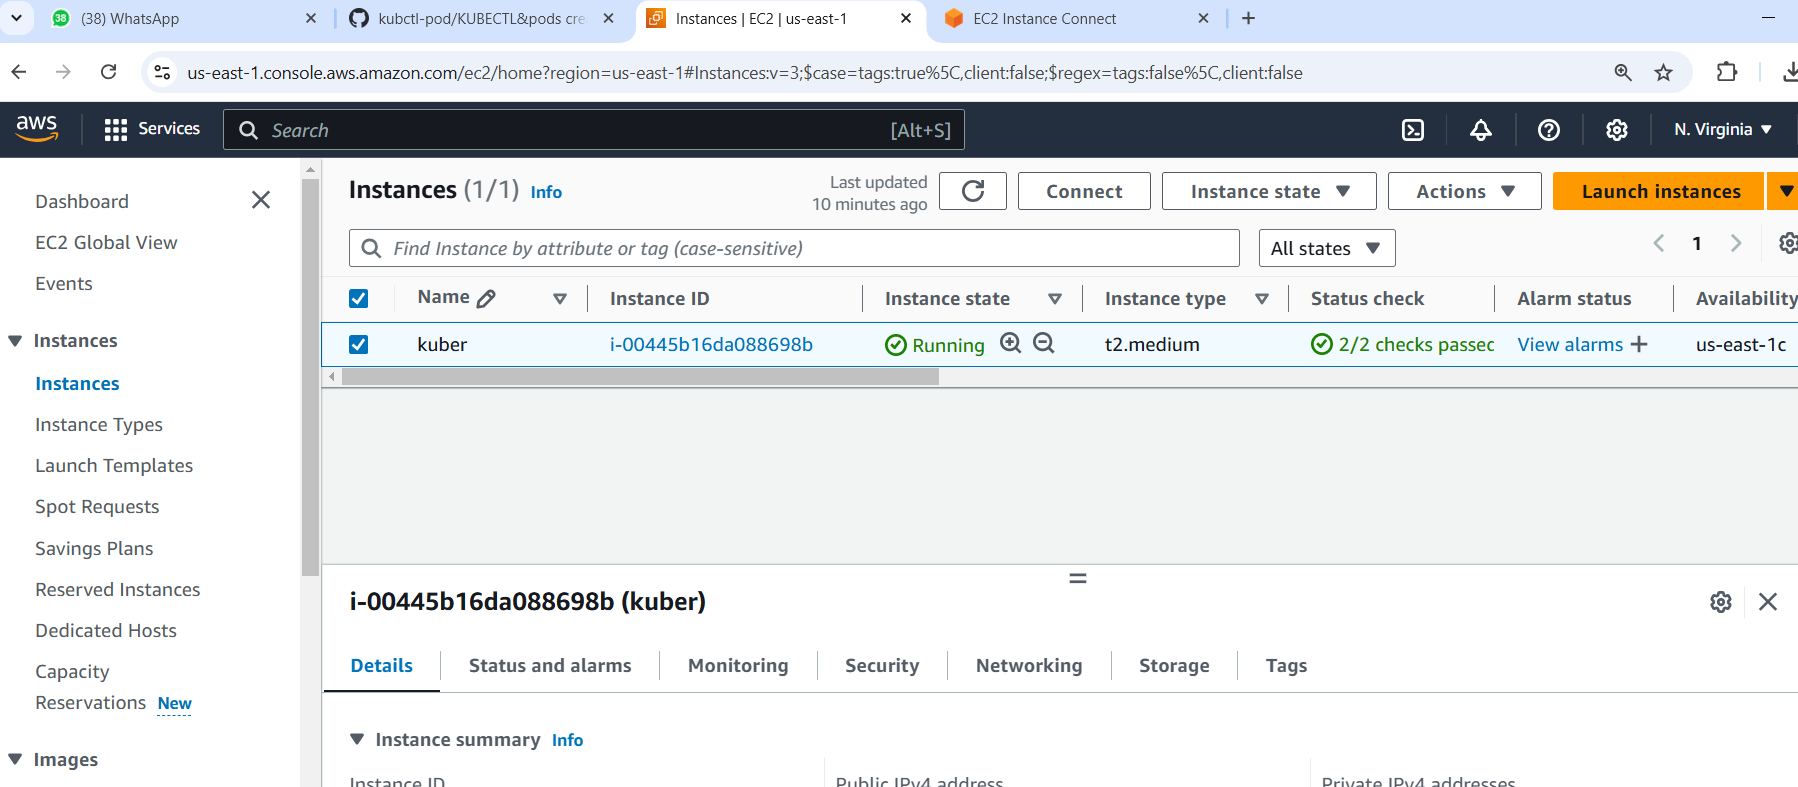 38 (38) WhatsApp
kubctl-pod/KUBECTL&pods cre
Instances | EC2 | us-east-1
EC2 Instance Connect
us-east-1.console.aws.amazon.com/ec2/home?region=us-east-1#Instances:v=3;$case=tags:true%5C,client:false;$regex=tags:false%5C,client:false
aws
Services
Search
[Alt+S]
N. Virginia
Dashboard
EC2 Global View
Events
Instances
Instances
Instance Types
Launch Templates
Spot Requests
Savings Plans
Reserved Instances
Dedicated Hosts
Capacity
Reservations New
Images
Instances (1/1) Info
Last updated
10 minutes ago
Connect
Instance state
Actions
Launch instances
Find Instance by attribute or tag (case-sensitive)
All states
1
Name Instance ID Instance state Instance type Status check Alarm status Availability
kuber i-00445b16da088698b Running t2.medium 2/2 checks passec View alarms + us-east-1c
i-00445b16da088698b (kuber)
Details Status and alarms Monitoring Security Networking Storage Tags
Instance summary Info
Instance ID Public IPv4 address Private IPv4 addresses